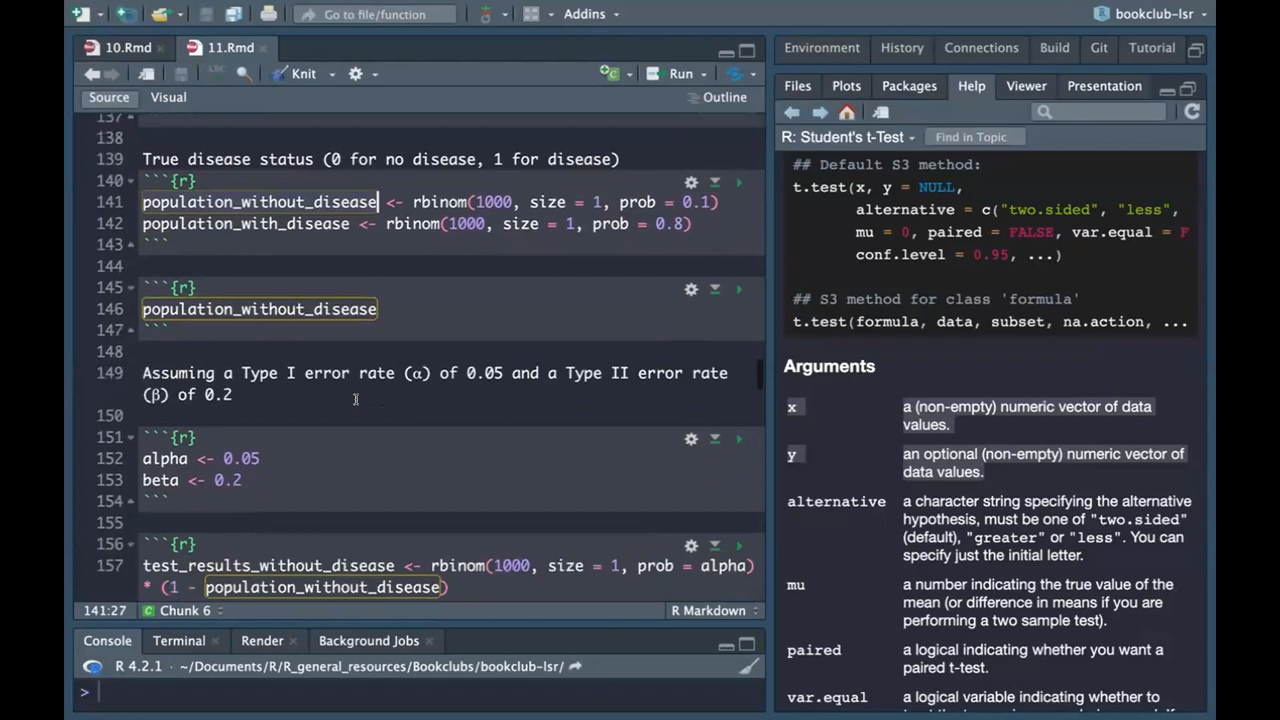 Go to file/function
Addins
bookclub-lsr
10.Rmd
11.Rmd
Environment
History
Connections
Build
Git
Tutorial
Knit
Run
Files
Plots
Packages
Help
Viewer
Presentation
Source
Visual
Outline
R: Student's t-Test
Find in Topic
137
138
139 True disease status (0 for no disease, 1 for disease)
140 ```{r}
141 population_without_disease <- rbinom(1000, size = 1, prob = 0.1)
142 population_with_disease <- rbinom(1000, size = 1, prob = 0.8)
143 ```
144
145 ```{r}
146 population_without_disease
147 ```
148
149 Assuming a Type I error rate (α) of 0.05 and a Type II error rate
(β) of 0.2
150
151 ```{r}
152 alpha <- 0.05
153 beta <- 0.2
154 ```
155
156 ```{r}
157 test_results_without_disease <- rbinom(1000, size = 1, prob = alpha)
* (1 - population_without_disease)
141:27
Chunk 6
R Markdown
Console
Terminal
Render
Background Jobs
R 4.2.1 · ~/Documents/R/R_general_resources/Bookclubs/bookclub-lsr/
>
## Default S3 method:
t.test(x, y = NULL,
alternative = c("two.sided", "less",
mu = 0, paired = FALSE, var.equal = F
conf.level = 0.95, ...)
## S3 method for class 'formula'
t.test(formula, data, subset, na.action, ...
Arguments
x a (non-empty) numeric vector of data
values.
y an optional (non-empty) numeric vector of
data values.
alternative a character string specifying the alternative
hypothesis, must be one of "two.sided"
(default), "greater" or "less". You can
specify just the initial letter.
mu a number indicating the true value of the
mean (or difference in means if you are
performing a two sample test).
paired a logical indicating whether you want a
paired t-test.
var.equal a logical variable indicating whether to